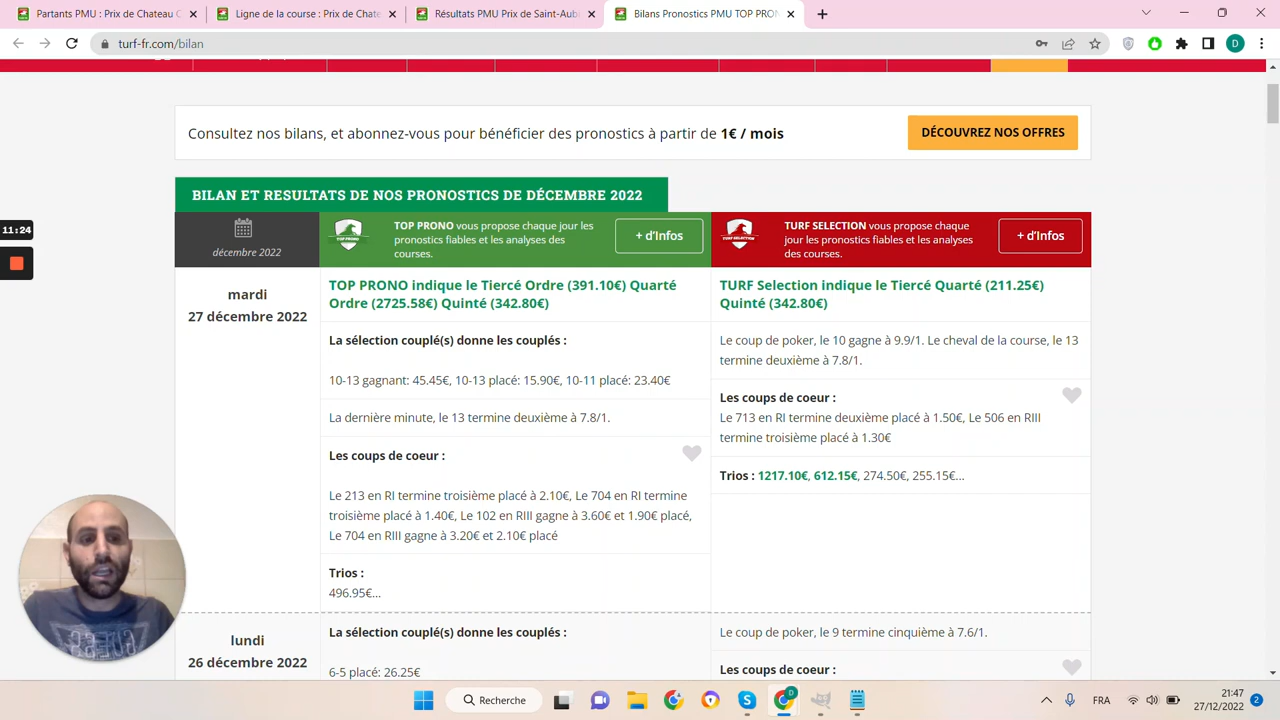 Partants PMU : Prix de Chateau G
Ligne de la course : Prix de Chate
Résultats PMU Prix de Saint-Aubi
Bilans Pronostics PMU TOP PRON
turf-fr.com/bilan
D
Consultez nos bilans, et abonnez-vous pour bénéficier des pronostics à partir de 1€ / mois
DÉCOUVREZ NOS OFFRES
BILAN ET RESULTATS DE NOS PRONOSTICS DE DÉCEMBRE 2022
11:24
décembre 2022
TOP PRONO
TOP PRONO vous propose chaque jour les
pronostics fiables et les analyses des
courses.
+ d'Infos
TURF SELECTION
TURF SELECTION vous propose chaque
jour les pronostics fiables et les analyses
des courses.
+ d'Infos
mardi
27 décembre 2022
TOP PRONO indique le Tiercé Ordre (391.10€) Quarté
Ordre (2725.58€) Quinté (342.80€)
La sélection couplé(s) donne les couplés :
10-13 gagnant: 45.45€, 10-13 placé: 15.90€, 10-11 placé: 23.40€
La dernière minute, le 13 termine deuxième à 7.8/1.
Les coups de coeur :
Le 213 en RI termine troisième placé à 2.10€, Le 704 en RI termine
troisième placé à 1.40€, Le 102 en RIII gagne à 3.60€ et 1.90€ placé,
Le 704 en RIII gagne à 3.20€ et 2.10€ placé
Trios :
496.95€...
TURF Selection indique le Tiercé Quarté (211.25€)
Quinté (342.80€)
Le coup de poker, le 10 gagne à 9.9/1. Le cheval de la course, le 13
termine deuxième à 7.8/1.
Les coups de coeur :
Le 713 en RI termine deuxième placé à 1.50€, Le 506 en RIII
termine troisième placé à 1.30€
Trios : 1217.10€, 612.15€, 274.50€, 255.15€...
lundi
26 décembre 2022
La sélection couplé(s) donne les couplés :
6-5 placé: 26.25€
Le coup de poker, le 9 termine cinquième à 7.6/1.
Les coups de coeur :
Recherche
FRA
21:47
27/12/2022
2